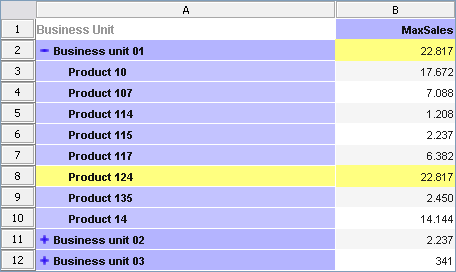 A B
1 Business Unit MaxSales
2 Business unit 01 22.817
3 Product 10 17.672
4 Product 107 7.088
5 Product 114 1.208
6 Product 115 2.237
7 Product 117 6.382
8 Product 124 22.817
9 Product 135 2.450
10 Product 14 14.144
11 Business unit 02 2.237
12 Business unit 03 341